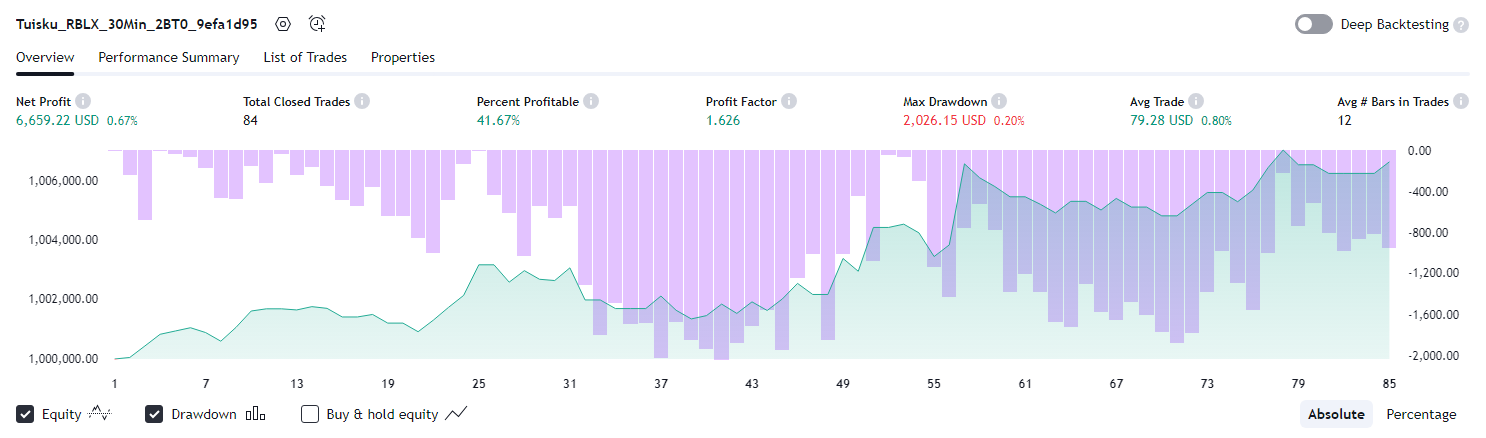 Tuisku_RBLX_30Min_2BT0_9efa1d95
Deep Backtesting ?
Overview Performance Summary List of Trades Properties
Net Profit Total Closed Trades Percent Profitable Profit Factor Max Drawdown Avg Trade Avg # Bars in Trades
6,659.22 USD 0.67% 84 41.67% 1.626 2,026.15 USD 0.20% 79.28 USD 0.80% 12
0.00
1,006,000.00
-400.00
-800.00
1,004,000.00
-1,200.00
1,002,000.00
-1,600.00
1,000,000.00
-2,000.00
1 7 13 19 25 31 37 43 49 55 61 67 73 79 85
Equity Drawdown Buy & hold equity Absolute Percentage